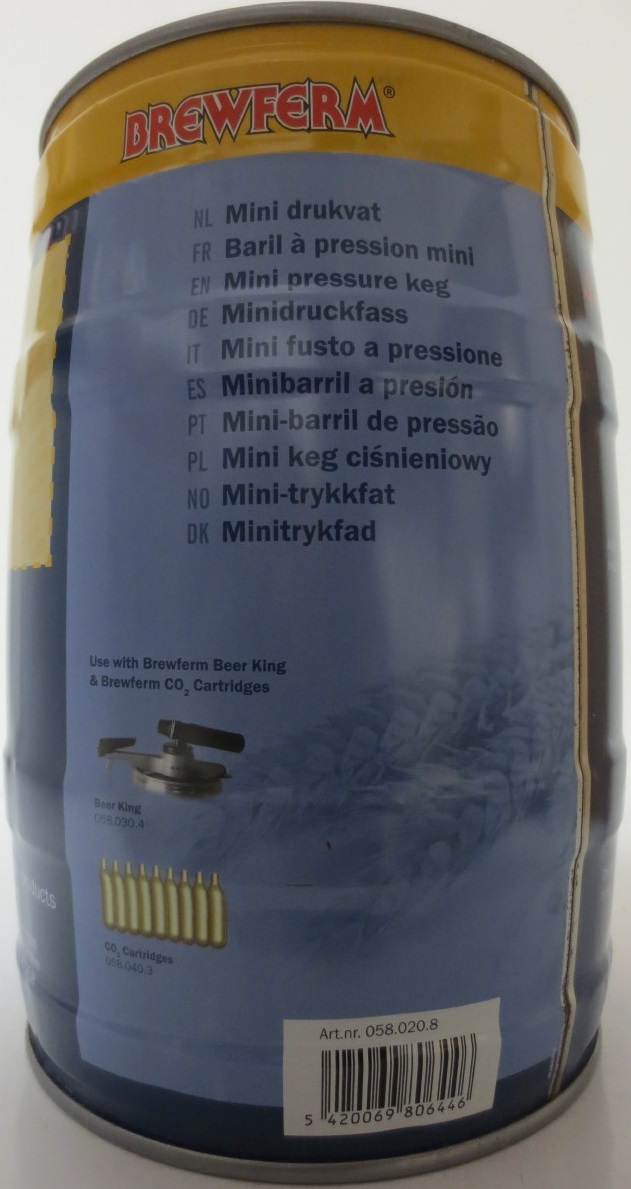 BREWFERM®
NL Mini drukvat
FR Baril à pression mini
EN Mini pressure keg
DE Minidruckfass
IT Mini fusto a pressione
ES Minibarril a presión
PT Mini-barril de pressão
PL Mini keg ciśnieniowy
NO Mini-trykkfat
DK Minitrykfad
Use with Brewferm Beer King
& Brewferm CO₂ Cartridges
Beer King
058.030.4
CO₂ Cartridges
058.040.3
Art.nr. 058.020.8
5 420069 806446